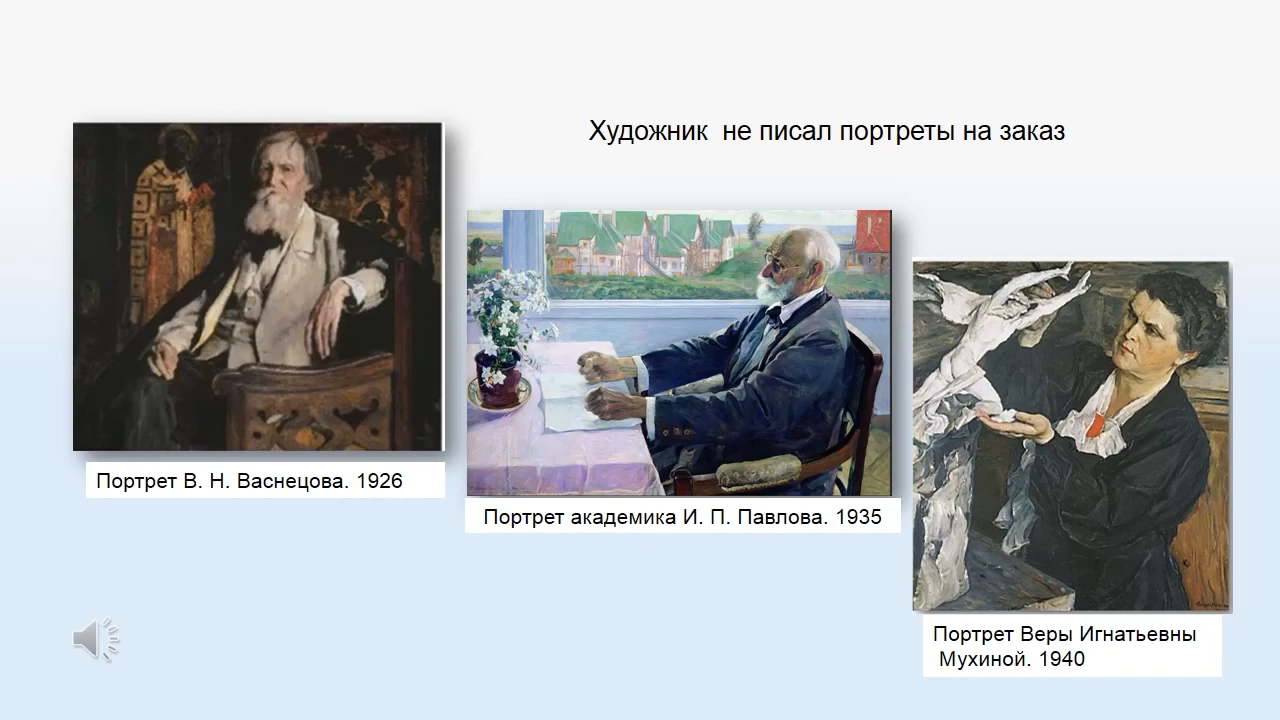 Художник не писал портреты на заказ
Портрет В. Н. Васнецова. 1926
Портрет академика И. П. Павлова. 1935
Портрет Веры Игнатьевны
Мухиной. 1940